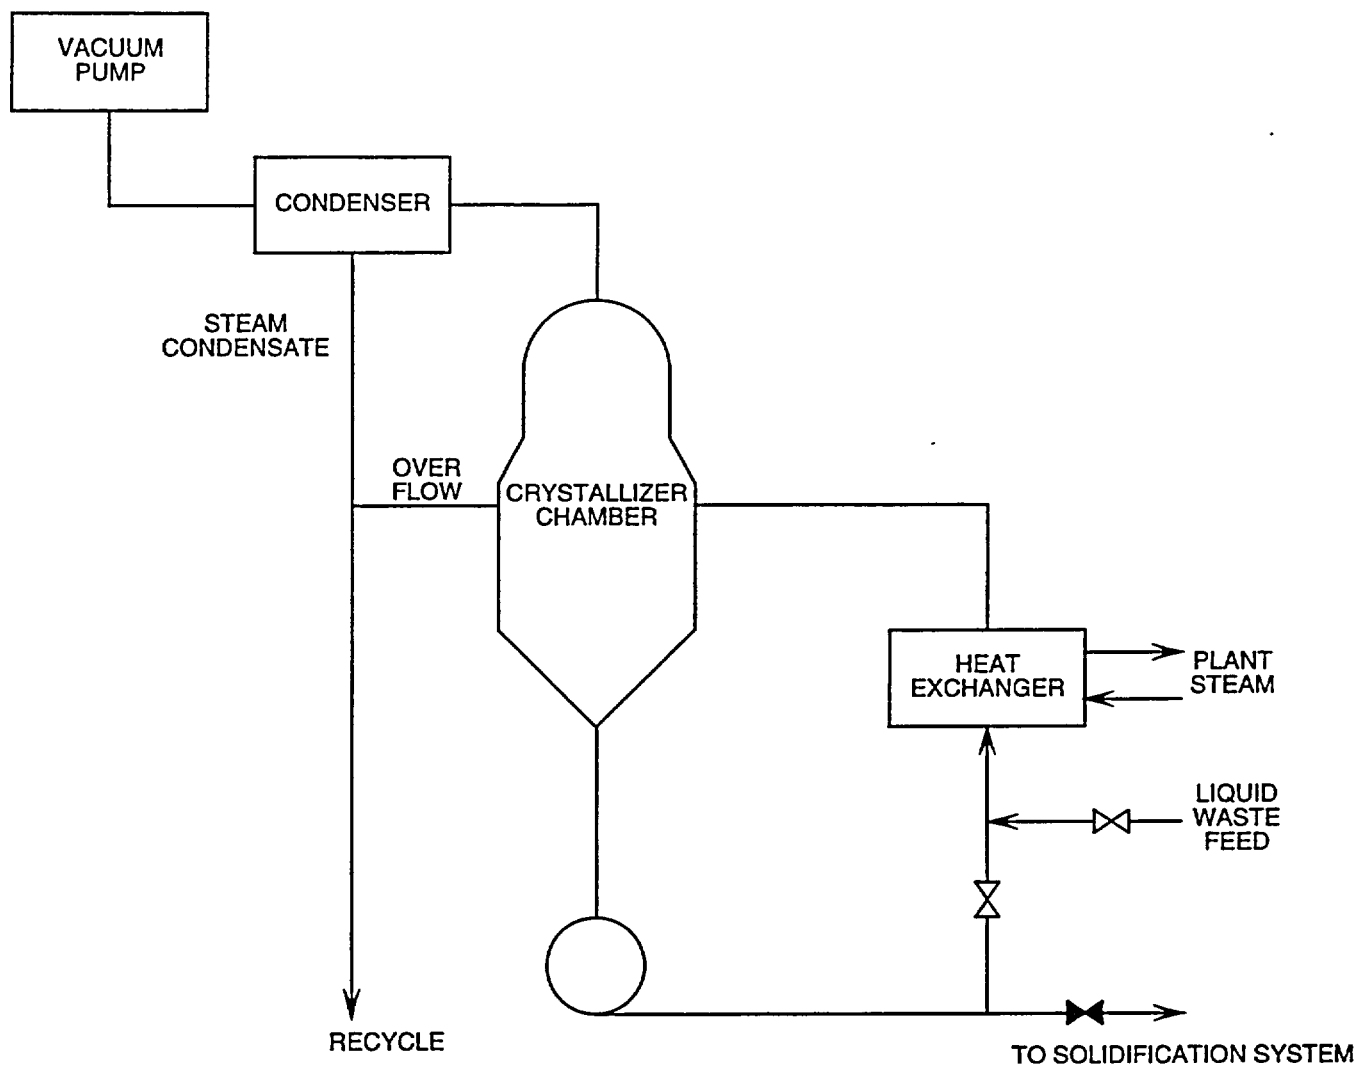 VACUUM
PUMP
CONDENSER
STEAM
CONDENSATE
OVER
FLOW
CRYSTALLIZER
CHAMBER
HEAT
EXCHANGER
PLANT
STEAM
LIQUID
WASTE
FEED
RECYCLE
TO SOLIDIFICATION SYSTEM